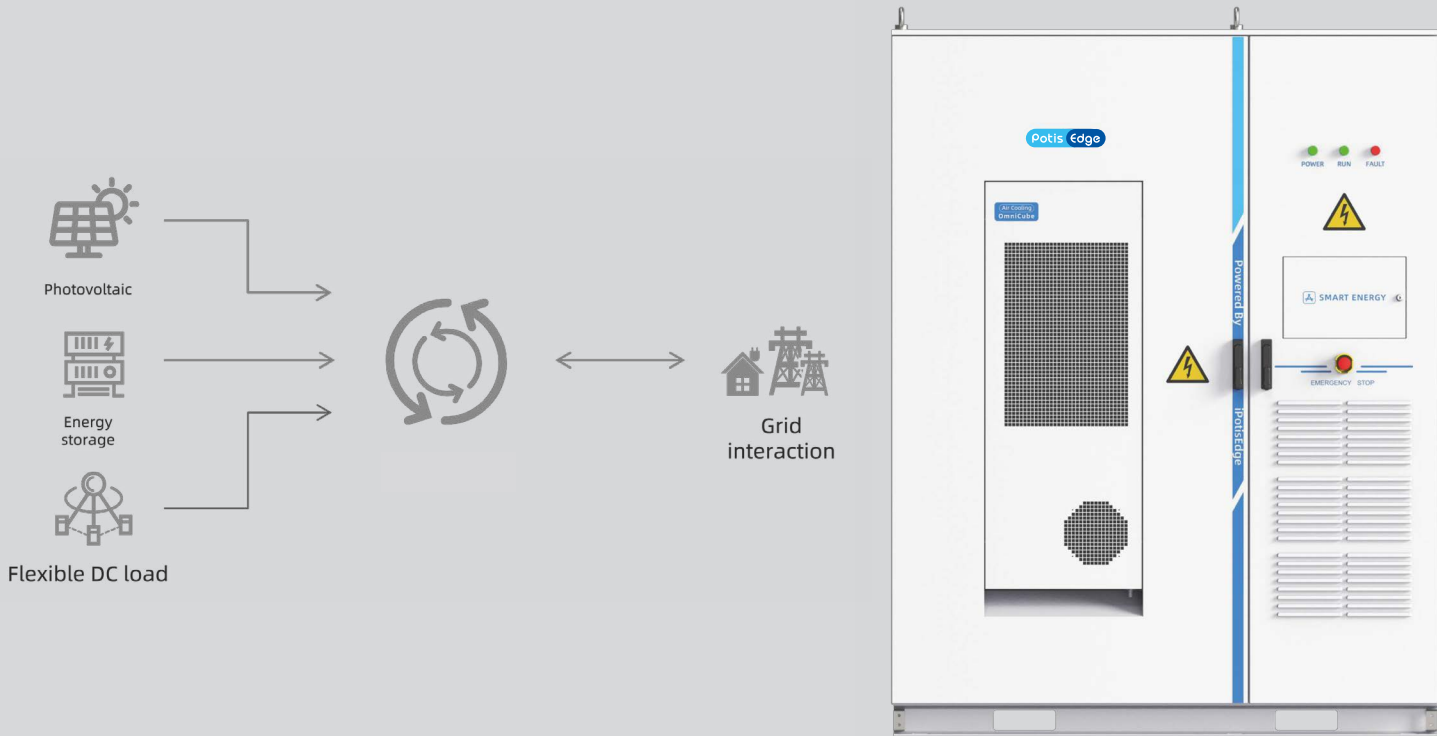 Photovoltaic
Energy
storage
Flexible DC load
Grid
interaction
Potis Edge
Air Cooling
OmniCube
POWER
RUN
FAULT
Powered By
iPotisEdge
SMART ENERGY
EMERGENCY STOP